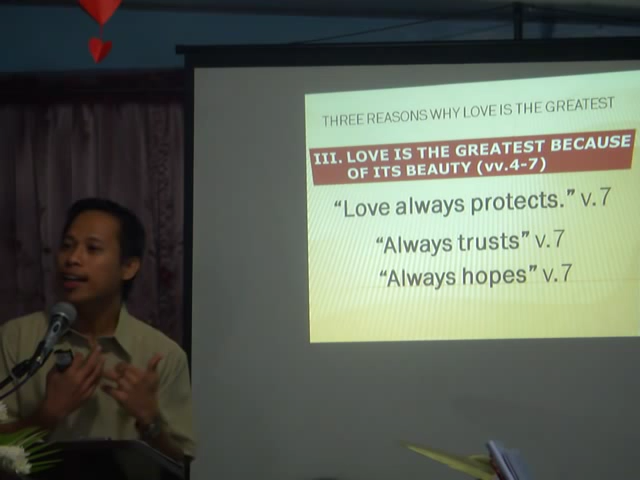 THREE REASONS WHY LOVE IS THE GREATEST
III. LOVE IS THE GREATEST BECAUSE
OF ITS BEAUTY (vv.4-7)
“Love always protects.” v.7
“Always trusts” v.7
“Always hopes” v.7